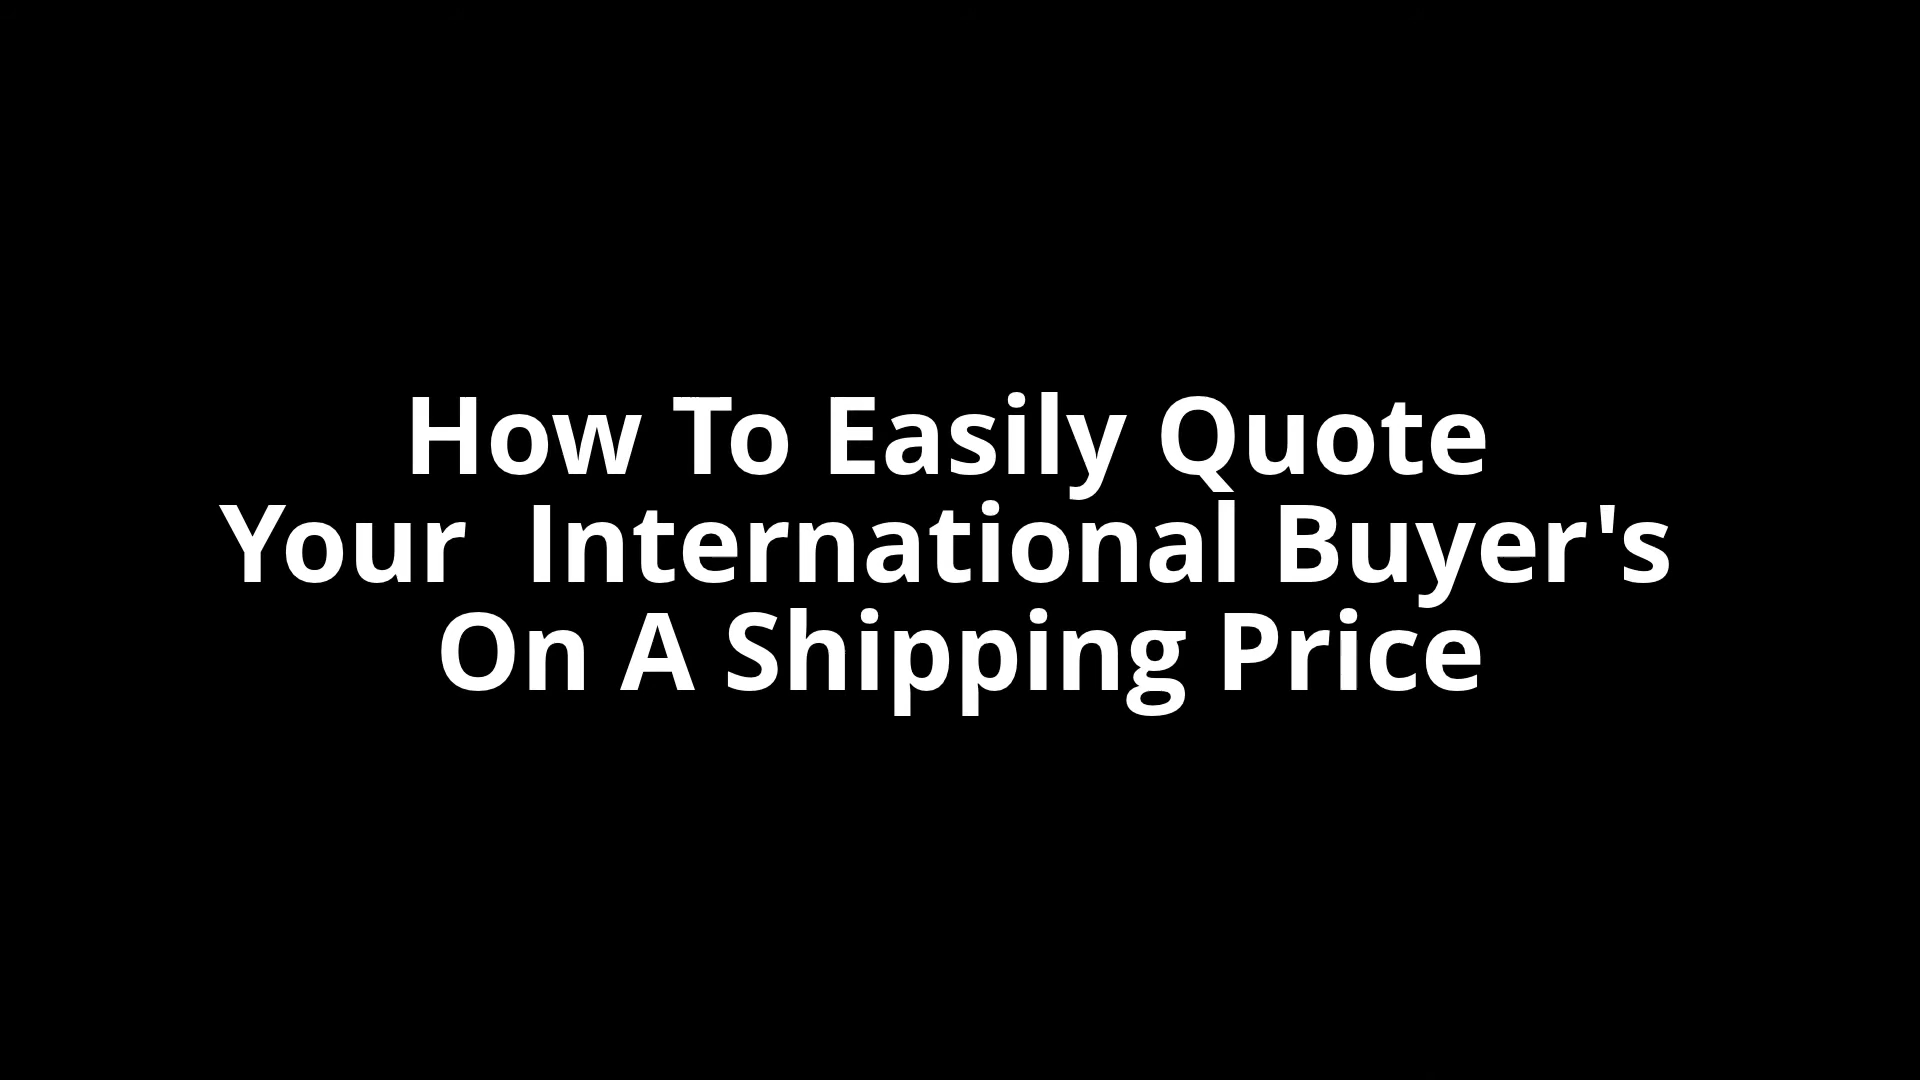 How To Easily Quote
Your  International Buyer's
On A Shipping Price